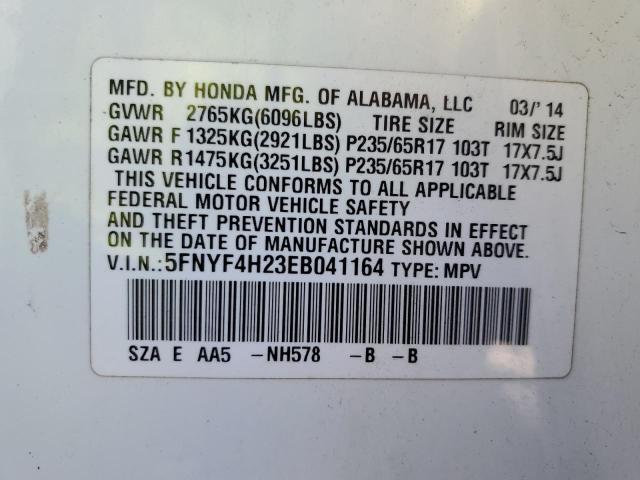 MFD. BY HONDA MFG. OF ALABAMA, LLC 03/' 14
GVWR 2765KG(6096LBS) TIRE SIZE RIM SIZE
GAWR F 1325KG(2921LBS) P235/65R17 103T 17X7.5J
GAWR R1475KG(3251LBS) P235/65R17 103T 17X7.5J
THIS VEHICLE CONFORMS TO ALL APPLICABLE
FEDERAL MOTOR VEHICLE SAFETY
AND THEFT PREVENTION STANDARDS IN EFFECT
ON THE DATE OF MANUFACTURE SHOWN ABOVE.
V.I.N.:5FNYF4H23EB041164 TYPE: MPV
SZA E AA5 -NH578 -B -B